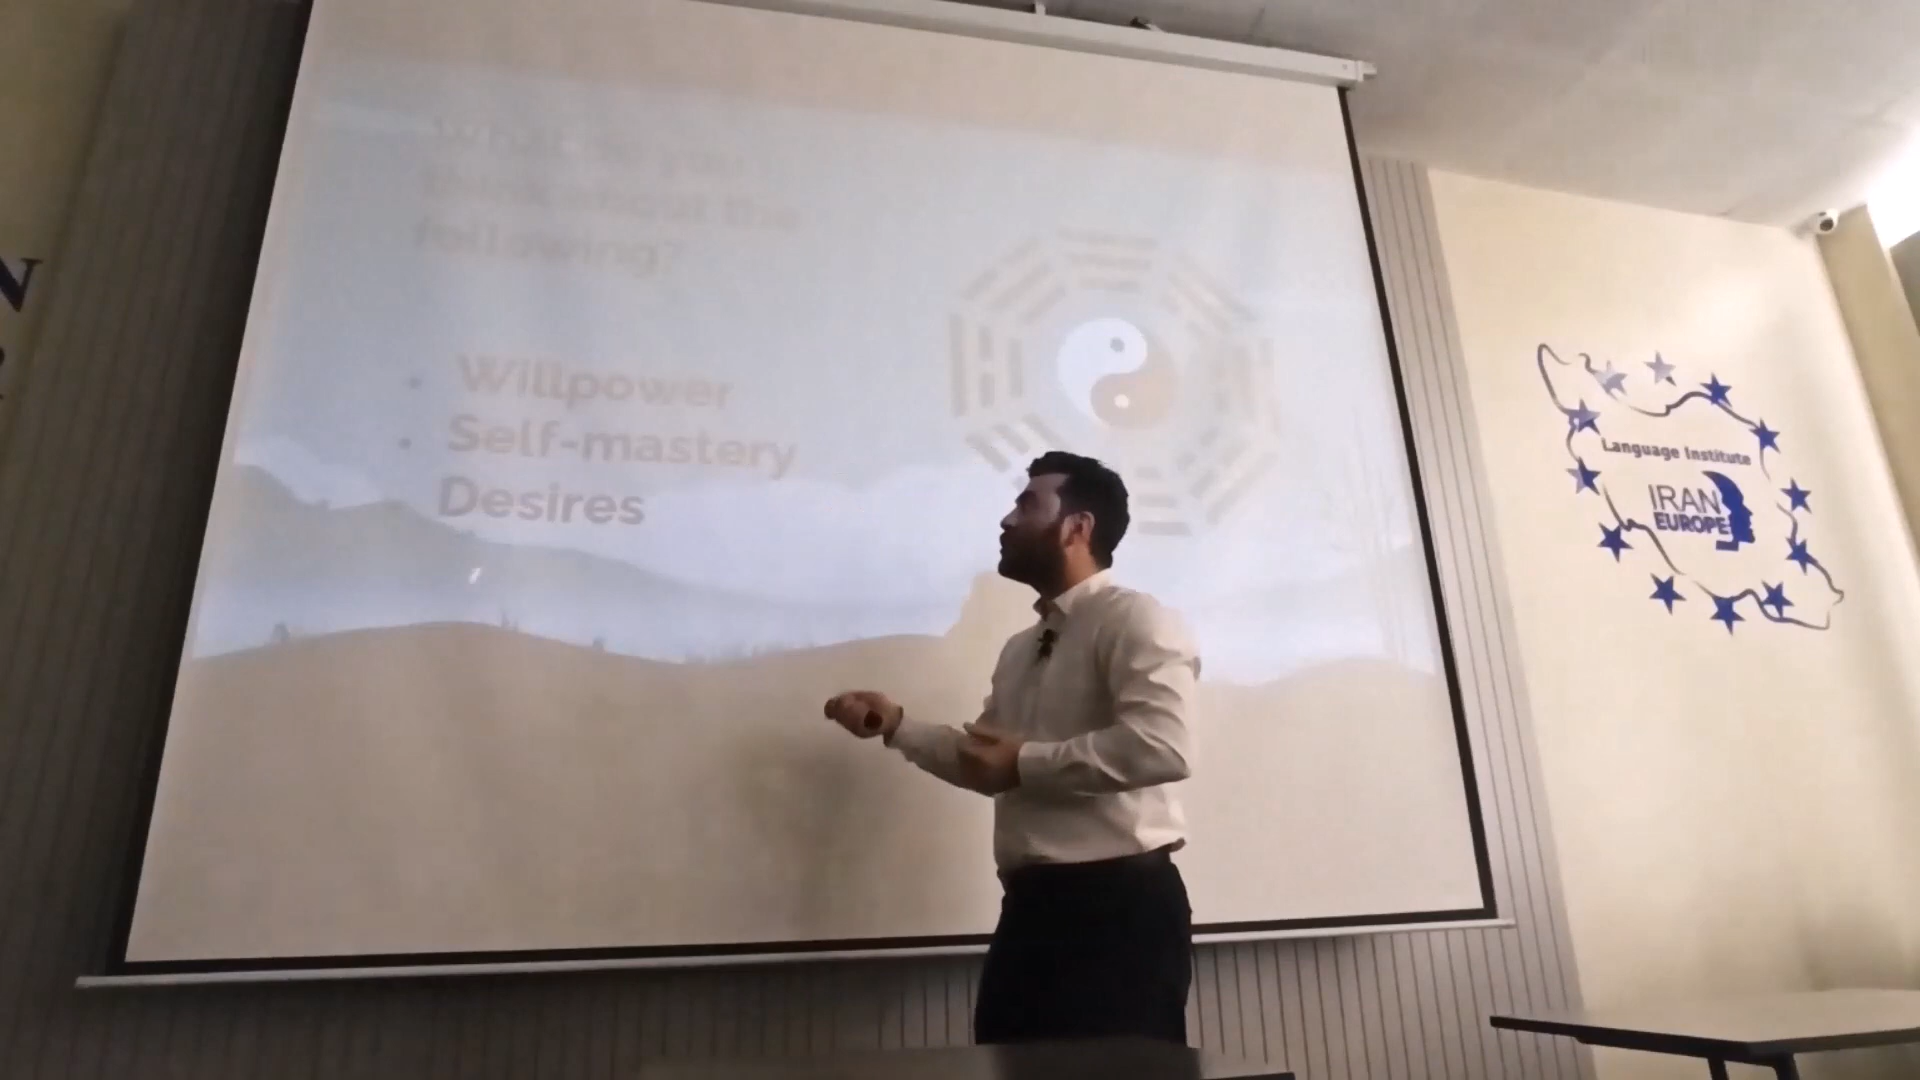 What do you
think about the
following?
• Willpower
• Self-mastery
Desires
Language Institute
IRAN
EUROPE